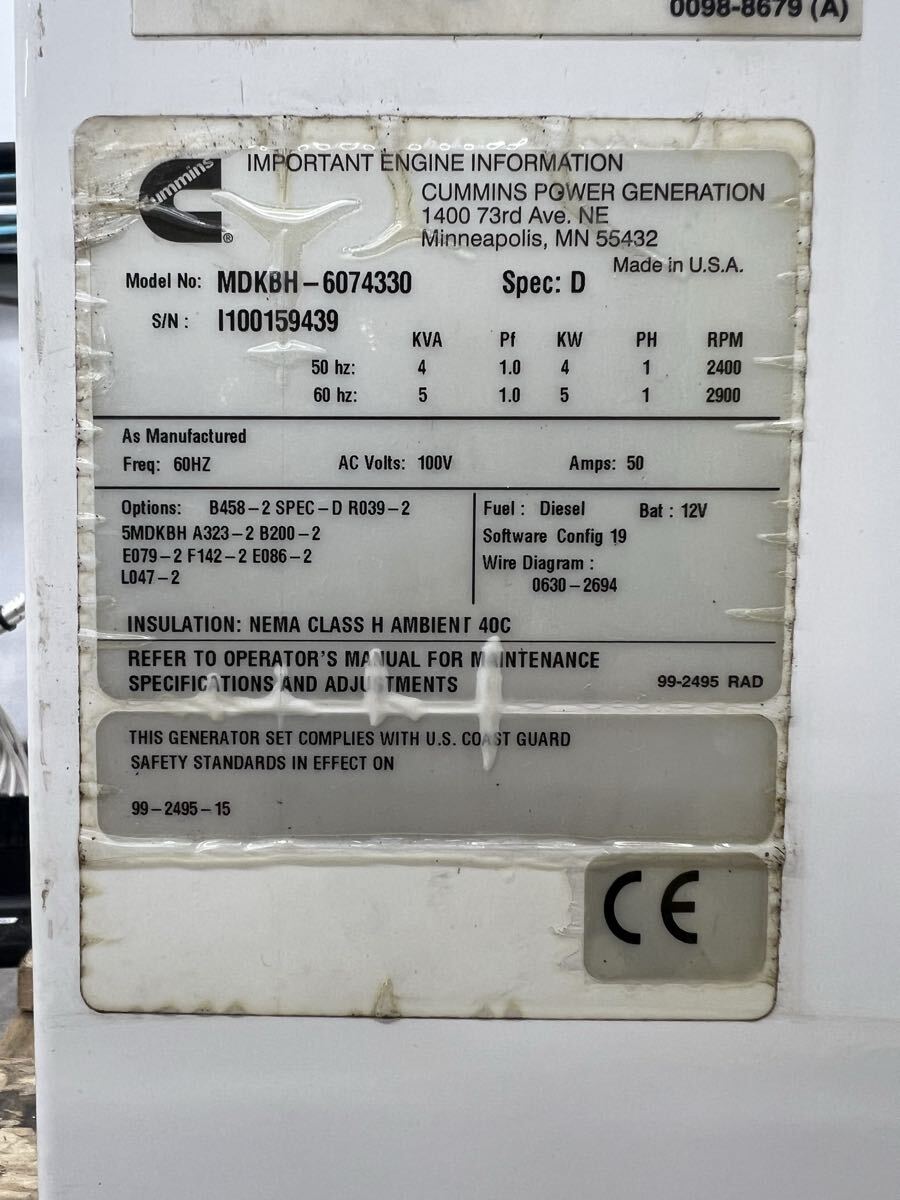 0098-8679 (A)
IMPORTANT ENGINE INFORMATION
cummins
®
CUMMINS POWER GENERATION
1400 73rd Ave. NE
Minneapolis, MN 55432
Made in U.S.A.
Model No: MDKBH-6074330 Spec: D
S/N : I100159439
KVA Pf KW PH RPM
50 hz: 4 1.0 4 1 2400
60 hz: 5 1.0 5 1 2900
As Manufactured
Freq: 60HZ AC Volts: 100V Amps: 50
Options: B458-2 SPEC-D R039-2
5MDKBH A323-2 B200-2
E079-2 F142-2 E086-2
L047-2
Fuel : Diesel Bat : 12V
Software Config 19
Wire Diagram :
0630-2694
INSULATION: NEMA CLASS H AMBIENT 40C
REFER TO OPERATOR'S MANUAL FOR MAINTENANCE
SPECIFICATIONS AND ADJUSTMENTS
99-2495 RAD
THIS GENERATOR SET COMPLIES WITH U.S. COAST GUARD
SAFETY STANDARDS IN EFFECT ON
99-2495-15
CE